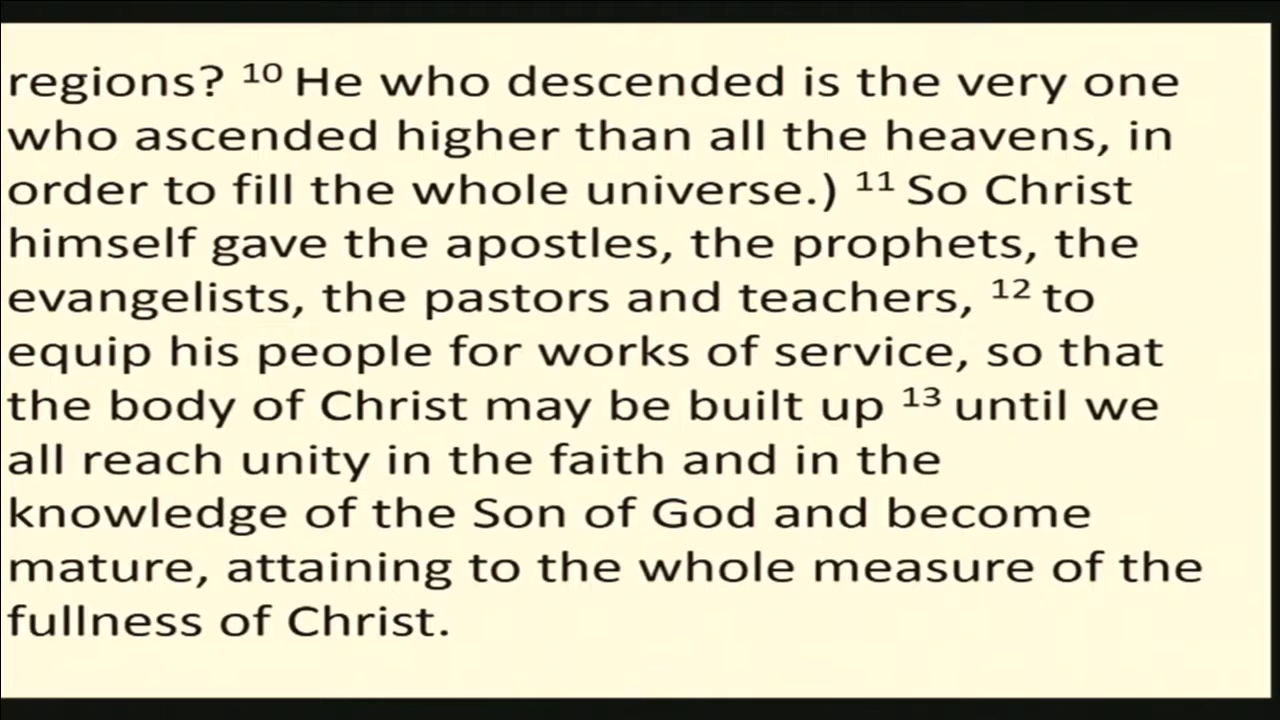 regions? ¹⁰ He who descended is the very one
who ascended higher than all the heavens, in
order to fill the whole universe.) ¹¹ So Christ
himself gave the apostles, the prophets, the
evangelists, the pastors and teachers, ¹² to
equip his people for works of service, so that
the body of Christ may be built up ¹³ until we
all reach unity in the faith and in the
knowledge of the Son of God and become
mature, attaining to the whole measure of the
fullness of Christ.